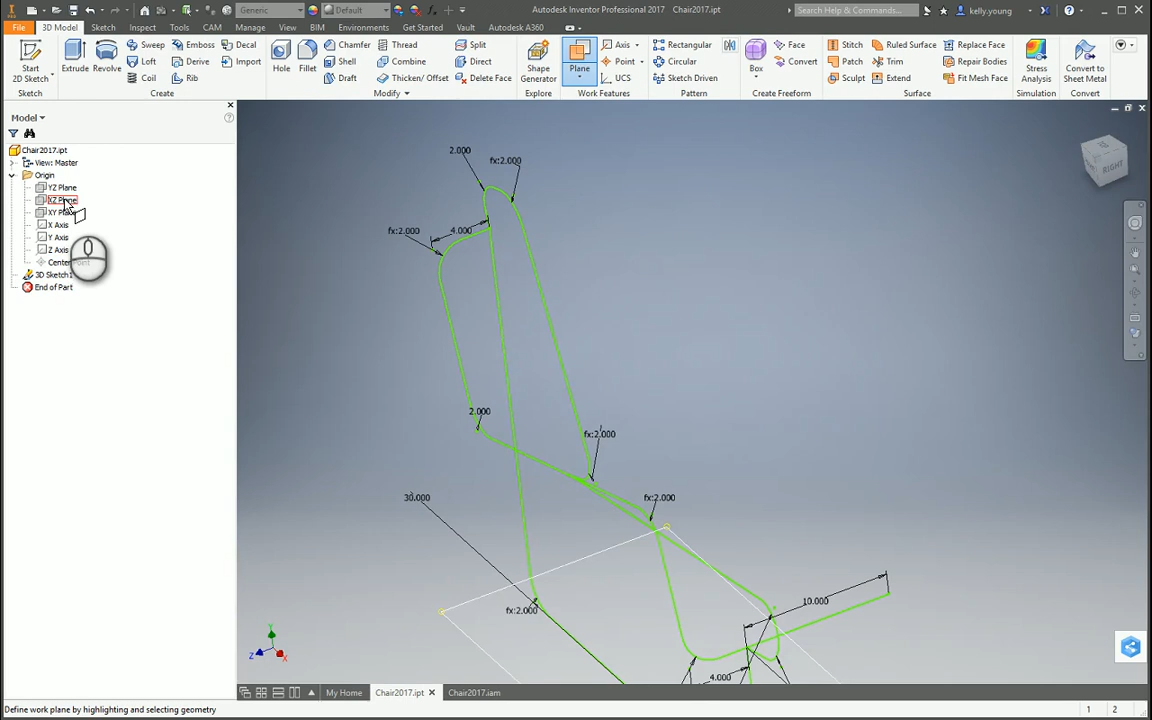 Generic
Default
Autodesk Inventor Professional 2017 Chair2017.ipt
Search Help & Commands...
kelly.young
File 3D Model Sketch Inspect Tools CAM Manage View Environments BIM Get Started Vault Autodesk A360
Start
2D Sketch
Sketch
Extrude
Revolve
Sweep
Loft
Coil
Emboss
Derive
Rib
Decal
Import
Create
Hole
Fillet
Chamfer
Shell
Draft
Thread
Combine
Thicken/ Offset
Split
Direct
Delete Face
Modify
Shape
Generator
Explore
Plane
Axis
Point
UCS
Work Features
Rectangular
Circular
Sketch Driven
Pattern
Box
Face
Convert
Create Freeform
Stitch
Patch
Sculpt
Ruled Surface
Trim
Extend
Replace Face
Repair Bodies
Fit Mesh Face
Surface
Stress
Analysis
Simulation
Convert to
Sheet Metal
Convert
Model
Chair2017.ipt
View: Master
Origin
YZ Plane
XZ Plane
XY Plane
X Axis
Y Axis
Z Axis
3D Sketch1
End of Part
2.000
fx:2.000
fx:2.000
4.000
2.000
fx:2.000
30.000
fx:2.000
fx:2.000
10.000
4.000
RIGHT
Y
Z
X
My Home
Chair2017.ipt
Chair2017.iam
Define work plane by highlighting and selecting geometry
1 2